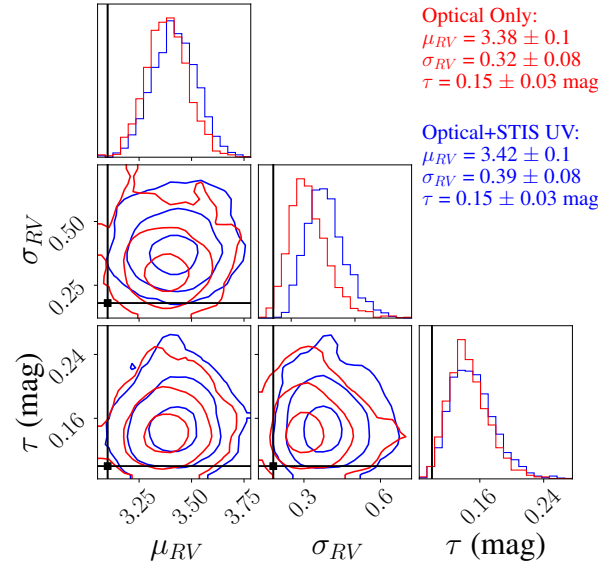 Optical Only:
μ_RV = 3.38 ± 0.1
σ_RV = 0.32 ± 0.08
τ = 0.15 ± 0.03 mag
Optical+STIS UV:
μ_RV = 3.42 ± 0.1
σ_RV = 0.39 ± 0.08
τ = 0.15 ± 0.03 mag
σ_RV
0.50
0.25
τ (mag)
0.24
0.16
3.25 3.50 3.75
μ_RV
0.3 0.6
σ_RV
0.16 0.24
τ (mag)